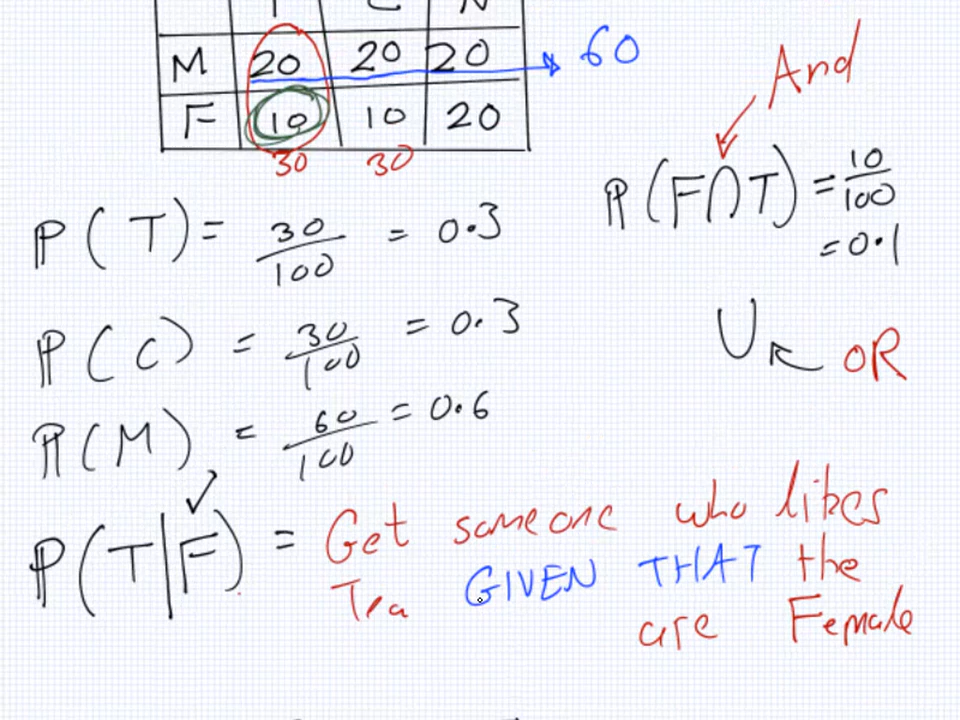 T C N
M 20 20 20 → 60
F 10 10 20
30 30
And
P(F∩T) = 10/100
= 0.1
P(T) = 30/100 = 0.3
P(C) = 30/100 = 0.3
U ← OR
P(M) = 60/100 = 0.6
P(T|F) = Get someone who likes
Tea GIVEN THAT the
are Female